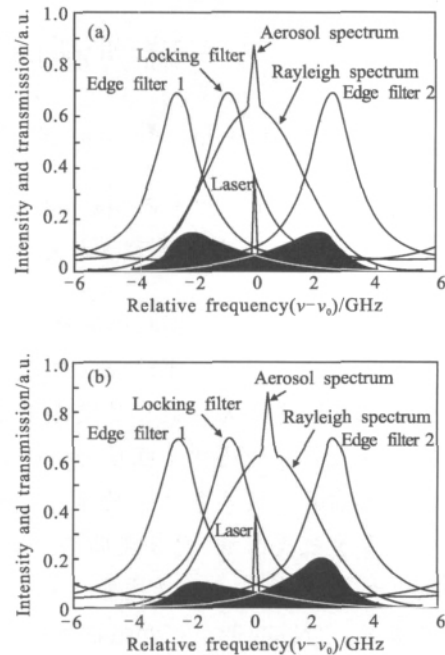 (a)
Aerosol spectrum
Locking filter
Rayleigh spectrum
Edge filter 1
Edge filter 2
Laser
Intensity and transmission/a.u.
1.0
0.8
0.6
0.4
0.2
0
−6
−4
−2
0
2
4
6
Relative frequency(ν−ν₀)/GHz
(b)
Aerosol spectrum
Locking filter
Rayleigh spectrum
Edge filter 1
Edge filter 2
Laser
Intensity and transmission/a.u.
1.0
0.8
0.6
0.4
0.2
0
−6
−4
−2
0
2
4
6
Relative frequency(ν−ν₀)/GHz